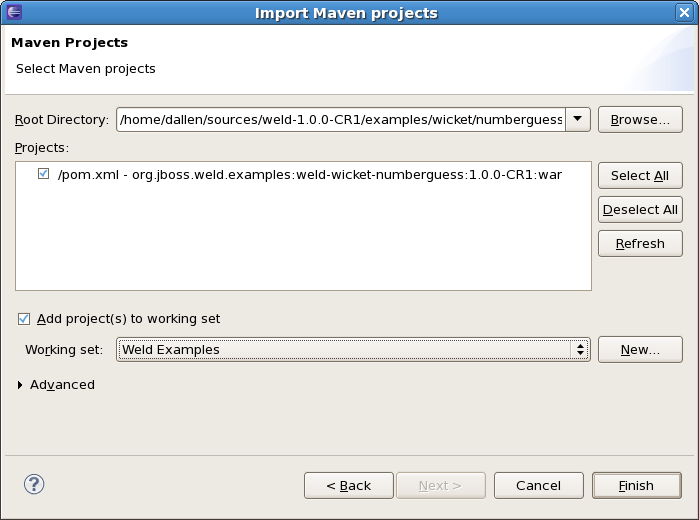 Import Maven projects
Maven Projects
Select Maven projects
Root Directory: /home/dallen/sources/weld-1.0.0-CR1/examples/wicket/numberguess Browse...
Projects:
/pom.xml - org.jboss.weld.examples:weld-wicket-numberguess:1.0.0-CR1:war
Select All
Deselect All
Refresh
Add project(s) to working set
Working set: Weld Examples New...
Advanced
? < Back Next > Cancel Finish